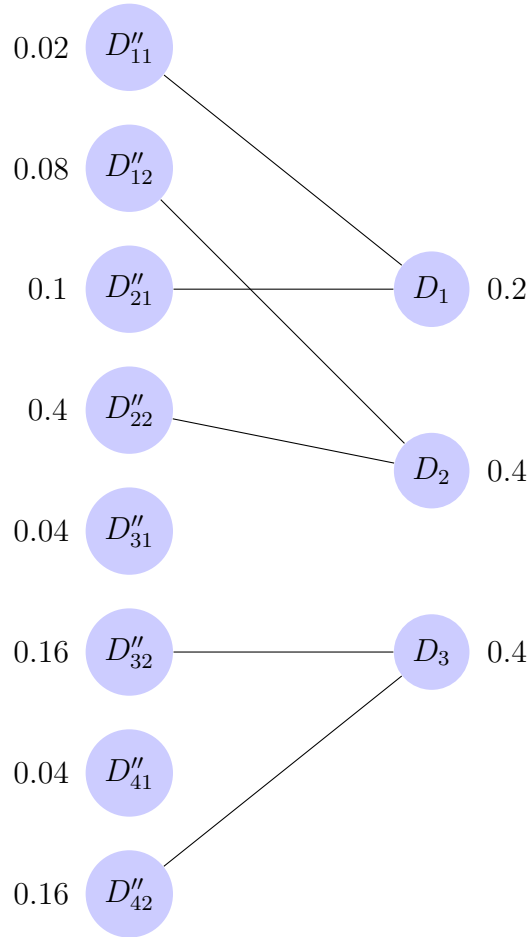 0.02 D''₁₁
0.08 D''₁₂
0.1 D''₂₁ D₁ 0.2
0.4 D''₂₂
D₂ 0.4
0.04 D''₃₁
0.16 D''₃₂ D₃ 0.4
0.04 D''₄₁
0.16 D''₄₂